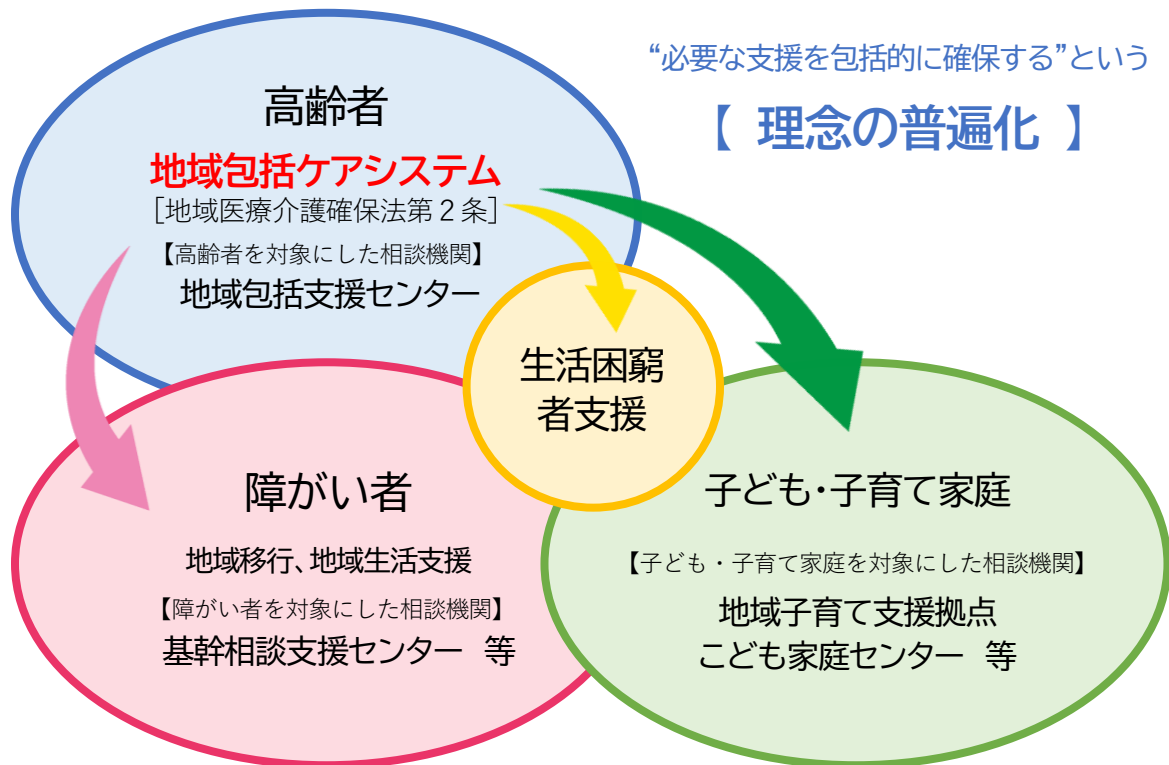 “必要な支援を包括的に確保する”という
【 理念の普遍化 】
高齢者
地域包括ケアシステム
[地域医療介護確保法第２条]
【高齢者を対象にした相談機関】
地域包括支援センター
生活困窮
者支援
障がい者
地域移行、地域生活支援
【障がい者を対象にした相談機関】
基幹相談支援センター 等
子ども・子育て家庭
【子ども・子育て家庭を対象にした相談機関】
地域子育て支援拠点
こども家庭センター 等